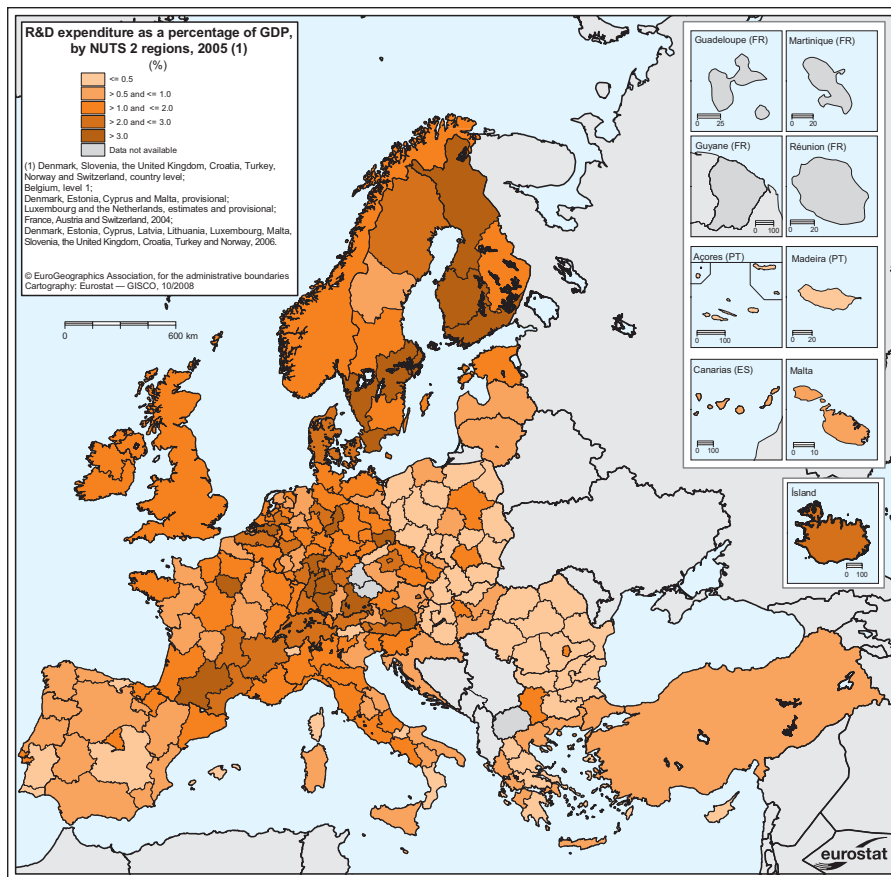 R&D expenditure as a percentage of GDP,
by NUTS 2 regions, 2005 (1)
(%)
<= 0.5
> 0.5 and <= 1.0
> 1.0 and <= 2.0
> 2.0 and <= 3.0
> 3.0
Data not available
(1) Denmark, Slovenia, the United Kingdom, Croatia, Turkey,
Norway and Switzerland, country level;
Belgium, level 1;
Denmark, Estonia, Cyprus and Malta, provisional;
Luxembourg and the Netherlands, estimates and provisional;
France, Austria and Switzerland, 2004;
Denmark, Estonia, Cyprus, Latvia, Lithuania, Luxembourg, Malta,
Slovenia, the United Kingdom, Croatia, Turkey and Norway, 2006.
© EuroGeographics Association, for the administrative boundaries
Cartography: Eurostat — GISCO, 10/2008
0 600 km
Guadeloupe (FR)
0 25
Martinique (FR)
0 20
Guyane (FR)
0 100
Réunion (FR)
0 20
Açores (PT)
0 100
Madeira (PT)
0 20
Canarias (ES)
0 100
Malta
0 10
Ísland
0 100
eurostat